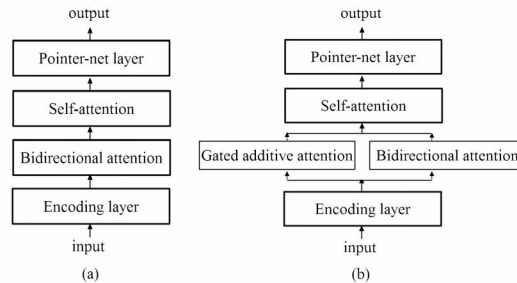 output
Pointer-net layer
Self-attention
Bidirectional attention
Encoding layer
input
(a)
output
Pointer-net layer
Self-attention
Gated additive attention
Bidirectional attention
Encoding layer
input
(b)